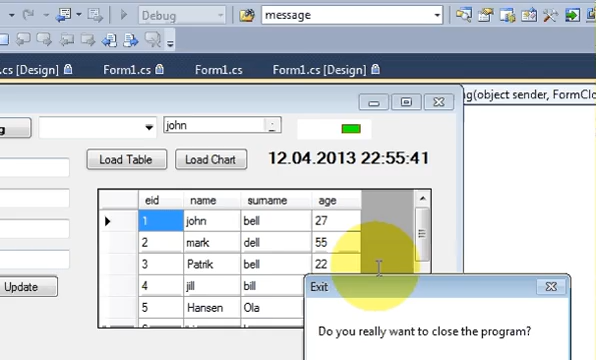 Debug message
.cs [Design] Form1.cs Form1.cs Form1.cs [Design]
g(object sender, FormClo
john
Load Table Load Chart 12.04.2013 22:55:41
eid name surname age
1 john bell 27
2 mark dell 55
3 Patrik bell 22
4 jill bill
5 Hansen Ola
Update
Exit
Do you really want to close the program?